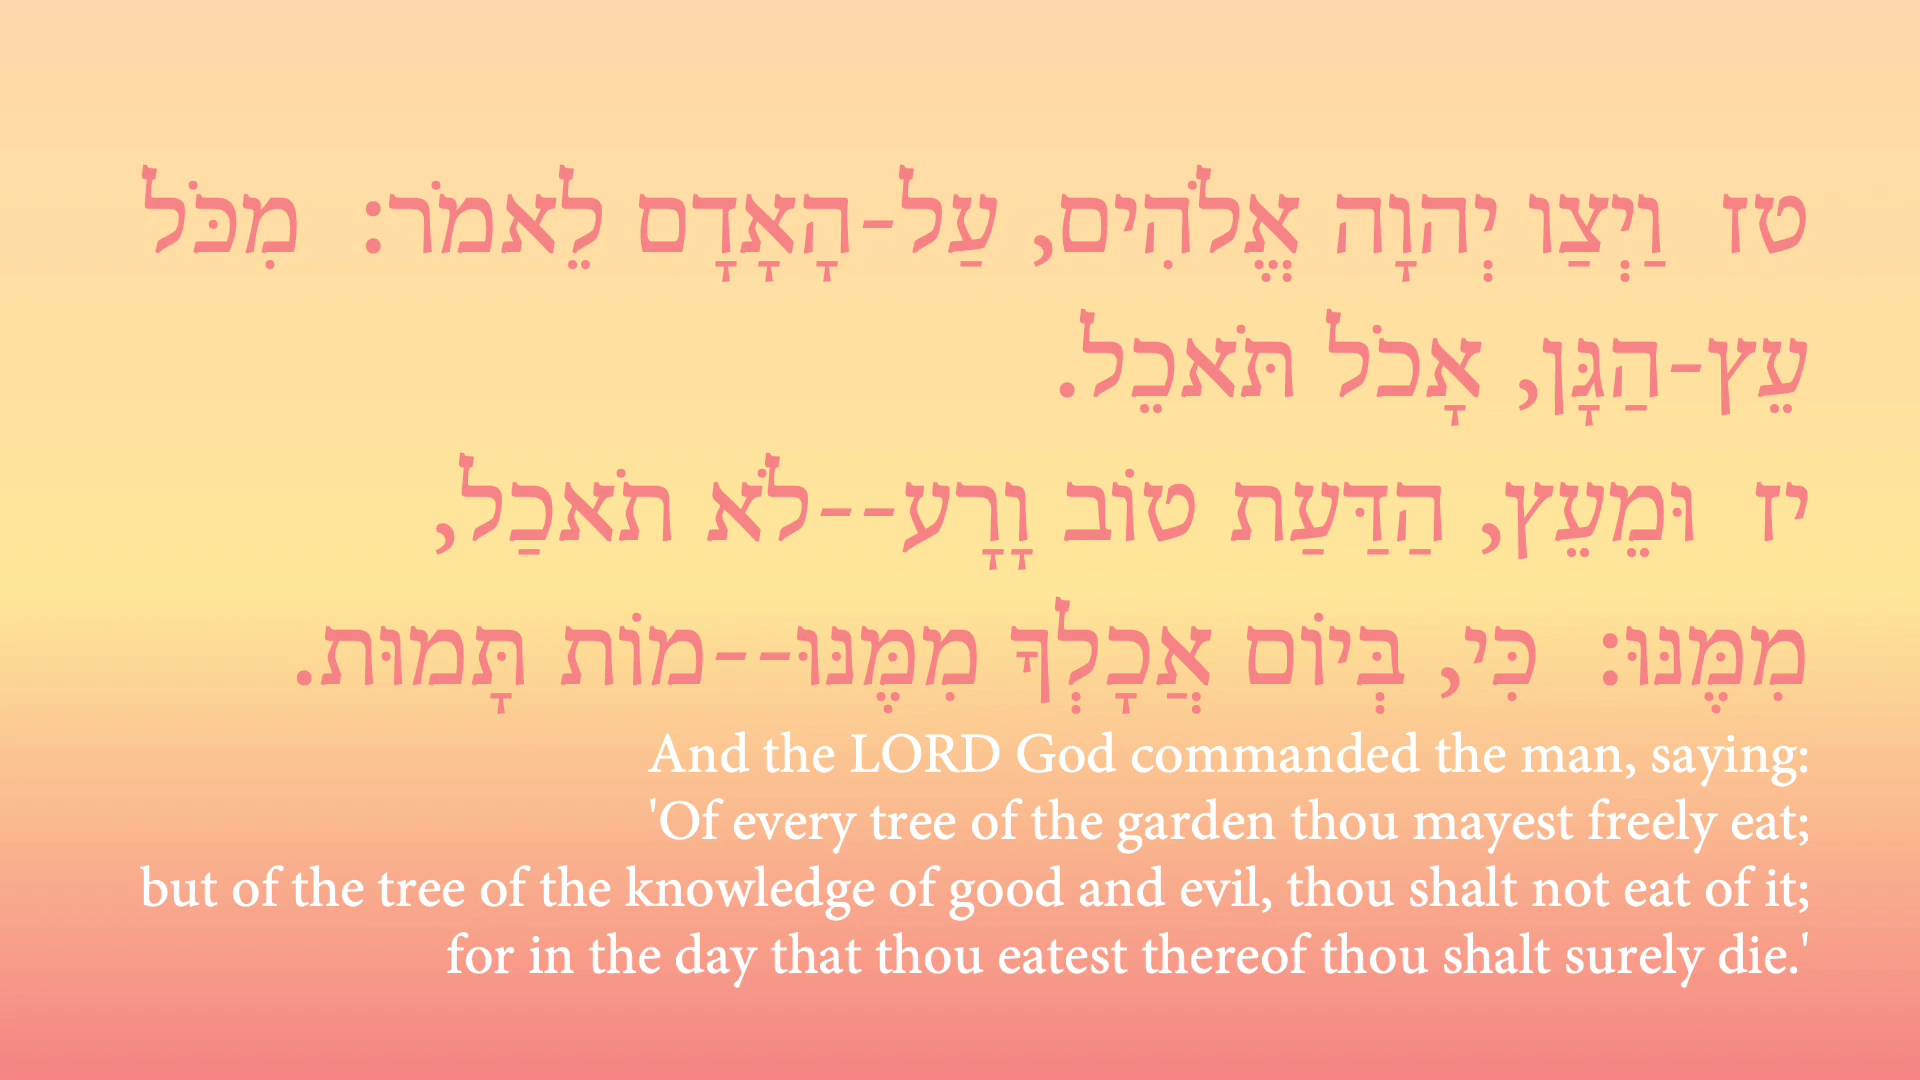 טז  וַיְצַו יְהוָה אֱלֹהִים, עַל-הָאָדָם לֵאמֹר:  מִכֹּל
עֵץ-הַגָּן, אָכֹל תֹּאכֵל.
יז  וּמֵעֵץ, הַדַּעַת טוֹב וָרָע--לֹא תֹאכַל,
מִמֶּנּוּ:  כִּי, בְּיוֹם אֲכָלְךָ מִמֶּנּוּ--מוֹת תָּמוּת.
And the LORD God commanded the man, saying:
'Of every tree of the garden thou mayest freely eat;
but of the tree of the knowledge of good and evil, thou shalt not eat of it;
for in the day that thou eatest thereof thou shalt surely die.'